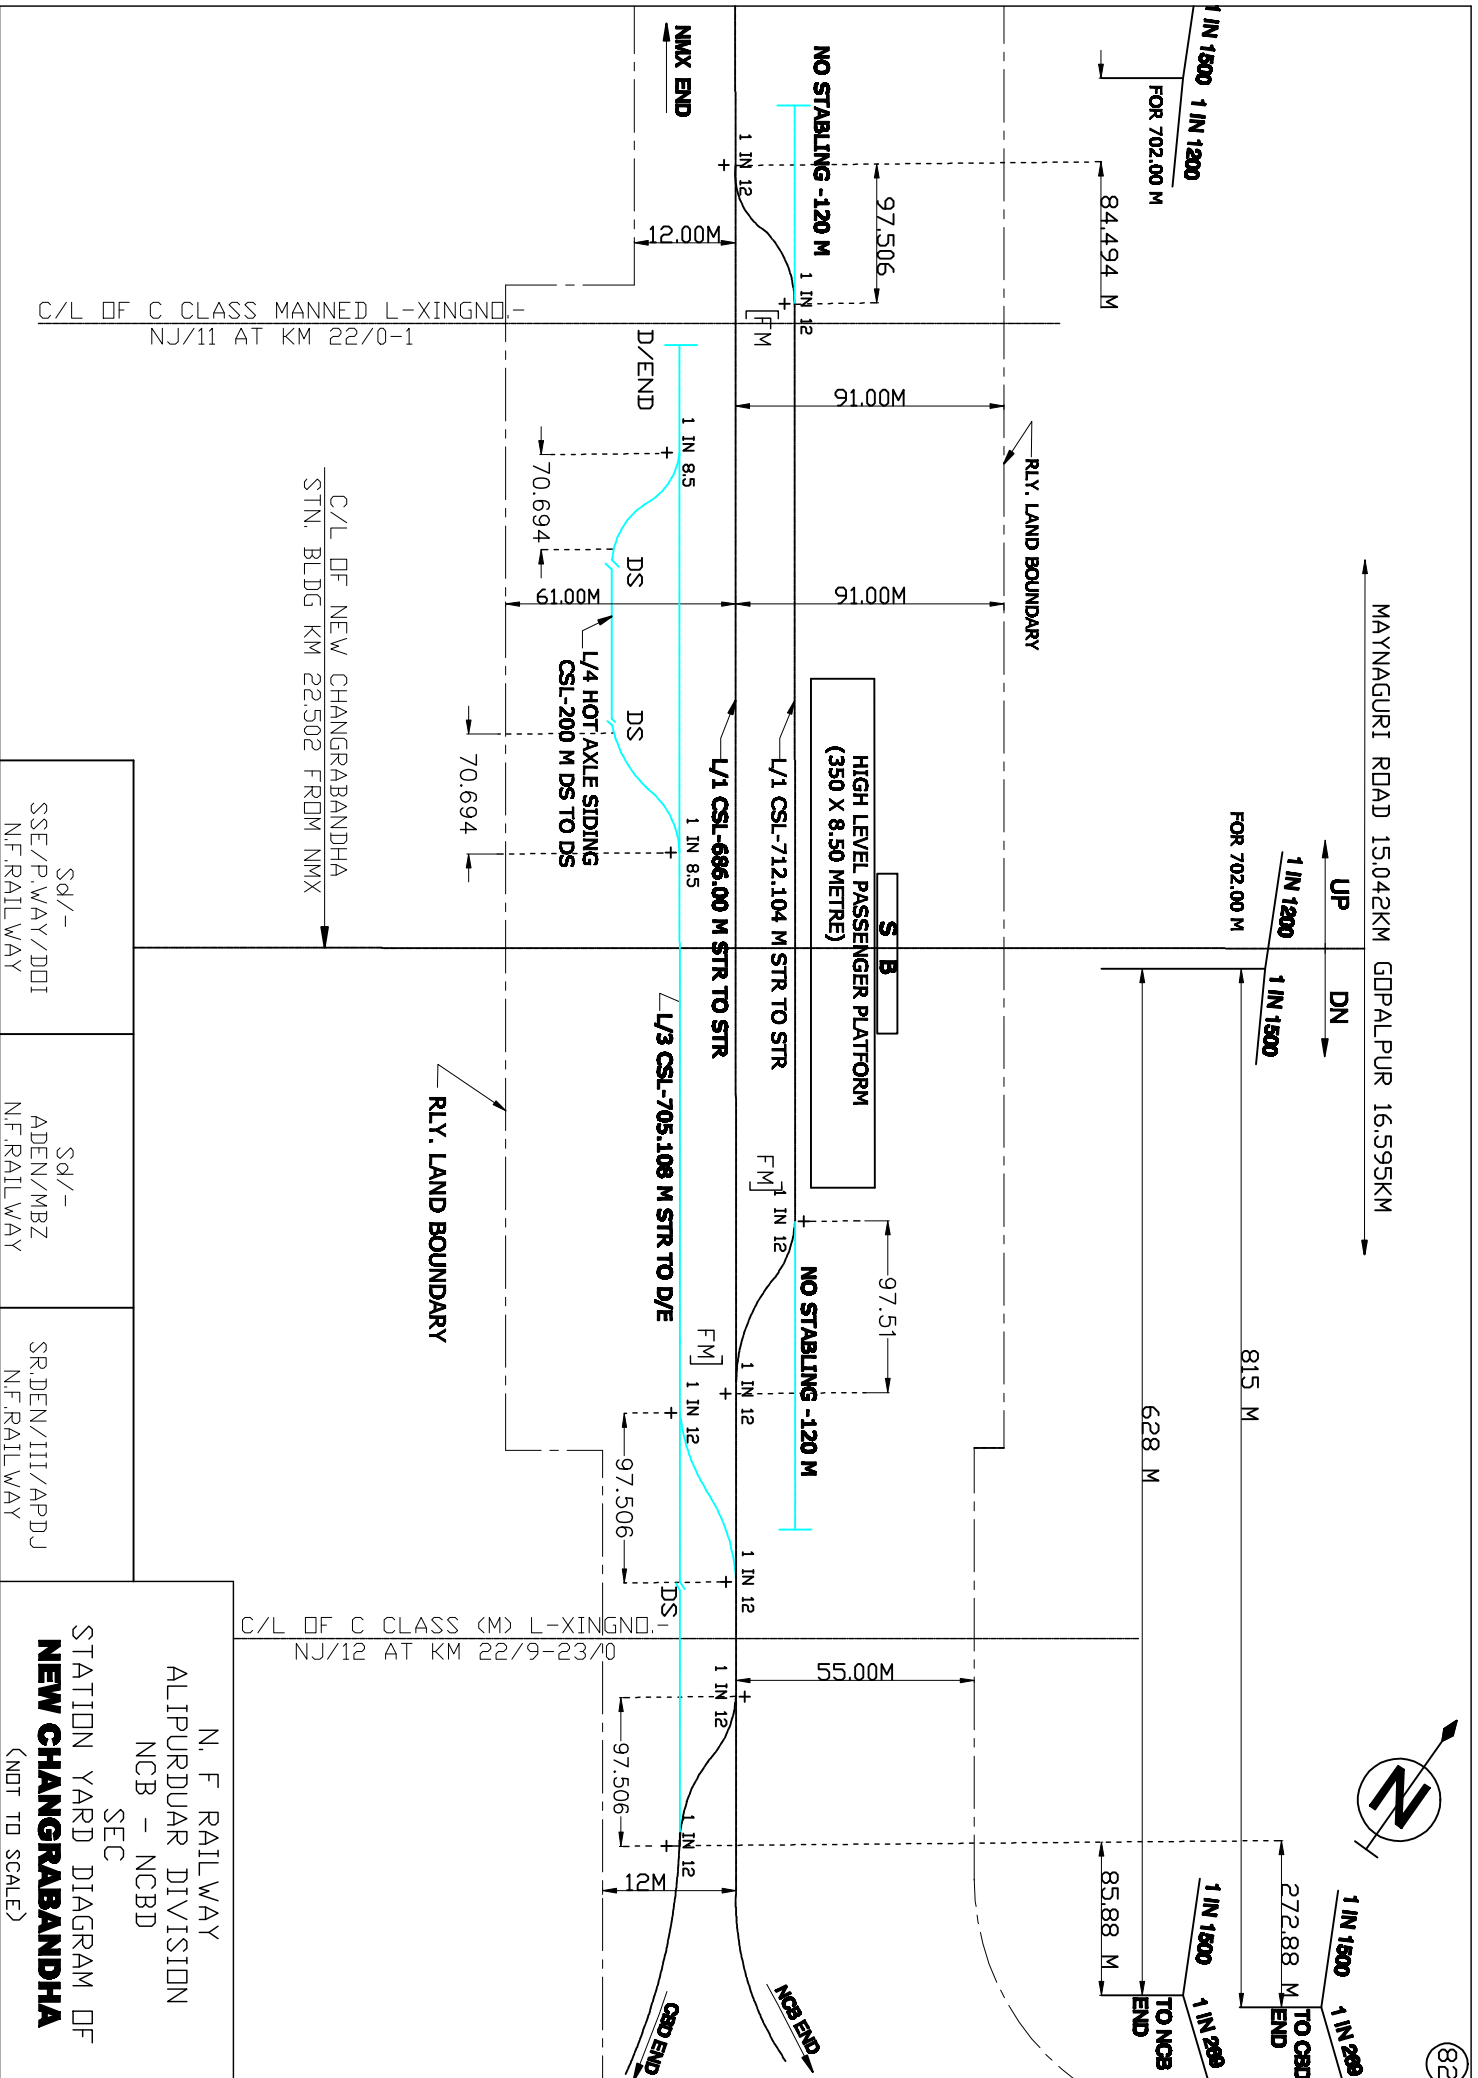 82
MAYNAGURI ROAD 15.042KM GOPALPUR 16.595KM
UP
DN
1 IN 1200
1 IN 1500
FOR 702.00 M
1 IN 1500
1 IN 1200
FOR 702.00 M
84.494 M
815 M
628 M
N
1 IN 1500
1 IN 269
272.88 M
TO CBD
END
1 IN 1500
1 IN 269
85.88 M
TO NCB
END
RLY. LAND BOUNDARY
NO STABLING -120 M
97.506
1 IN 12
1 IN 12
FM
NMX END
12.00M
91.00M
91.00M
61.00M
S B
HIGH LEVEL PASSENGER PLATFORM
(350 X 8.50 METRE)
L/1 CSL-712.104 M STR TO STR
L/1 CSL-686.00 M STR TO STR
FM
1 IN 12
97.51
NO STABLING -120 M
1 IN 12
FM
1 IN 12
97.506
1 IN 12
DS
55.00M
1 IN 12
97.506
1 IN 12
12M
NCB END
CBD END
D/END
1 IN 8.5
70.694
DS
L/4 HOT AXLE SIDING
CSL-200 M DS TO DS
DS
1 IN 8.5
70.694
L/3 CSL-705.108 M STR TO D/E
RLY. LAND BOUNDARY
C/L OF C CLASS MANNED L-XINGNO.-
NJ/11 AT KM 22/0-1
C/L OF NEW CHANGRABANDHA
STN. BLDG KM 22.502 FROM NMX
C/L OF C CLASS (M) L-XINGNO.-
NJ/12 AT KM 22/9-23/0
Sd/-
SSE/P.WAY/DOI
N.F.RAILWAY
Sd/-
ADEN/MBZ
N.F.RAILWAY
SR.DEN/III/APDJ
N.F.RAILWAY
N. F RAILWAY
ALIPURDUAR DIVISION
NCB - NCBD
SEC
STATION YARD DIAGRAM OF
NEW CHANGRABANDHA
(NOT TO SCALE)